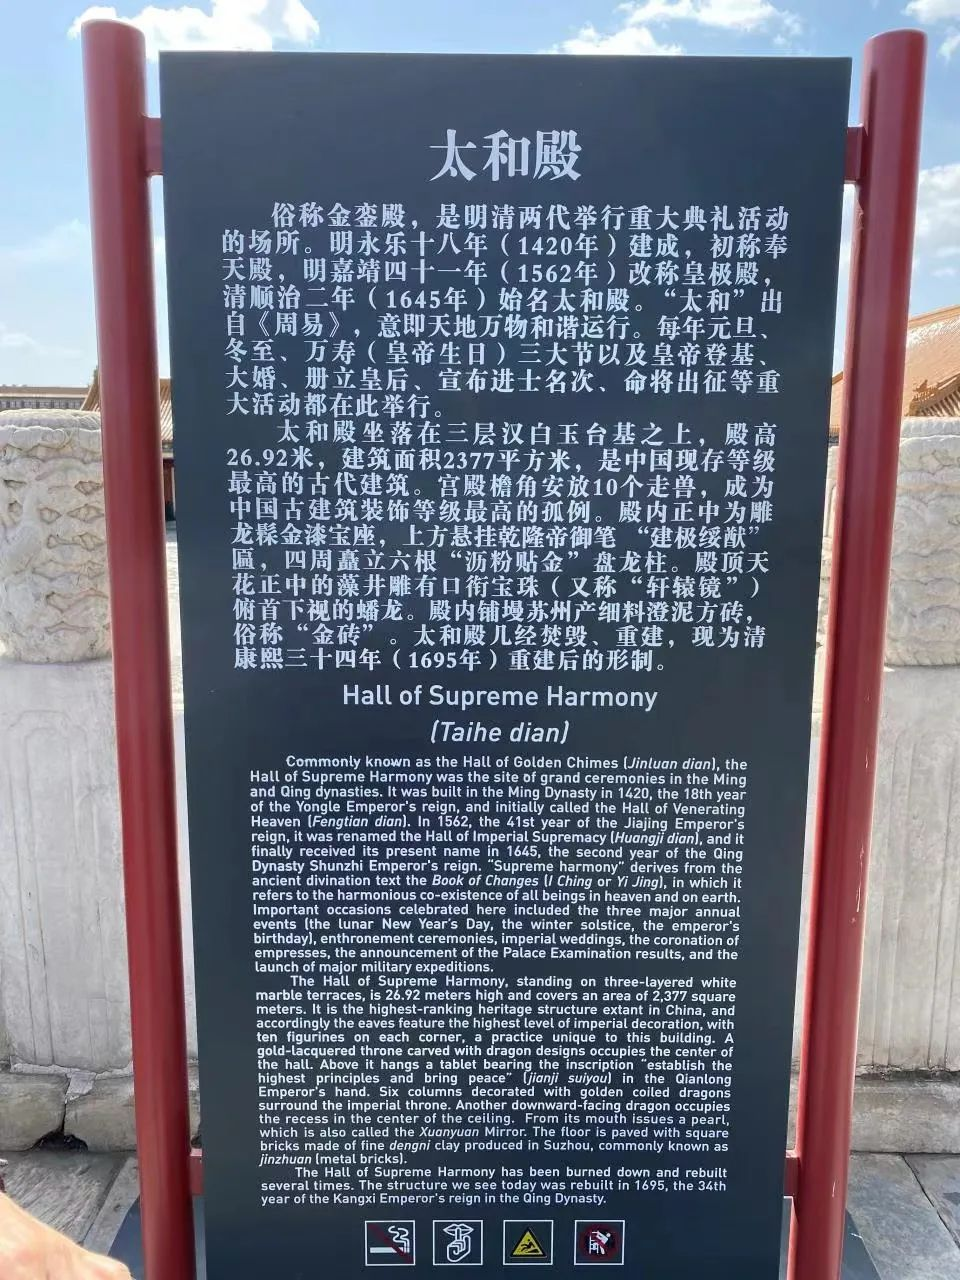 太和殿
俗称金銮殿，是明清两代举行重大典礼活动
的场所。明永乐十八年（1420年）建成，初称奉
天殿，明嘉靖四十一年（1562年）改称皇极殿，
清顺治二年（1645年）始名太和殿。“太和”出
自《周易》，意即天地万物和谐运行。每年元旦、
冬至、万寿（皇帝生日）三大节以及皇帝登基、
大婚、册立皇后、宣布进士名次、命将出征等重
大活动都在此举行。
太和殿坐落在三层汉白玉台基之上，殿高
26.92米，建筑面积2377平方米，是中国现存等级
最高的古代建筑。宫殿檐角安放10个走兽，成为
中国古建筑装饰等级最高的孤例。殿内正中为雕
龙髹金漆宝座，上方悬挂乾隆帝御笔“建极绥猷”
匾，四周矗立六根“沥粉贴金”盘龙柱。殿顶天
花正中的藻井雕有口衔宝珠（又称“轩辕镜”）
俯首下视的蟠龙。殿内铺墁苏州产细料澄泥方砖，
俗称“金砖”。太和殿几经焚毁、重建，现为清
康熙三十四年（1695年）重建后的形制。
Hall of Supreme Harmony
(Taihe dian)
Commonly known as the Hall of Golden Chimes (Jinluan dian), the
Hall of Supreme Harmony was the site of grand ceremonies in the Ming
and Qing dynasties. It was built in the Ming Dynasty in 1420, the 18th year
of the Yongle Emperor's reign, and initially called the Hall of Venerating
Heaven (Fengtian dian). In 1562, the 41st year of the Jiajing Emperor's
reign, it was renamed the Hall of Imperial Supremacy (Huangji dian), and it
finally received its present name in 1645, the second year of the Qing
Dynasty Shunzhi Emperor's reign. “Supreme harmony” derives from the
ancient divination text the Book of Changes (I Ching or Yi Jing), in which it
refers to the harmonious co-existence of all beings in heaven and on earth.
Important occasions celebrated here included the three major annual
events (the lunar New Year's Day, the winter solstice, the emperor's
birthday), enthronement ceremonies, imperial weddings, the coronation of
empresses, the announcement of the Palace Examination results, and the
launch of major military expeditions.
The Hall of Supreme Harmony, standing on three-layered white
marble terraces, is 26.92 meters high and covers an area of 2,377 square
meters. It is the highest-ranking heritage structure extant in China, and
accordingly the eaves feature the highest level of imperial decoration, with
ten figurines on each corner, a practice unique to this building. A
gold-lacquered throne carved with dragon designs occupies the center of
the hall. Above it hangs a tablet bearing the inscription “establish the
highest principles and bring peace” (jianji suiyou) in the Qianlong
Emperor's hand. Six columns decorated with golden coiled dragons
surround the imperial throne. Another downward-facing dragon occupies
the recess in the center of the ceiling. From its mouth issues a pearl,
which is also called the Xuanyuan Mirror. The floor is paved with square
bricks made of fine dengni clay produced in Suzhou, commonly known as
jinzhuan (metal bricks).
The Hall of Supreme Harmony has been burned down and rebuilt
several times. The structure we see today was rebuilt in 1695, the 34th
year of the Kangxi Emperor's reign in the Qing Dynasty.